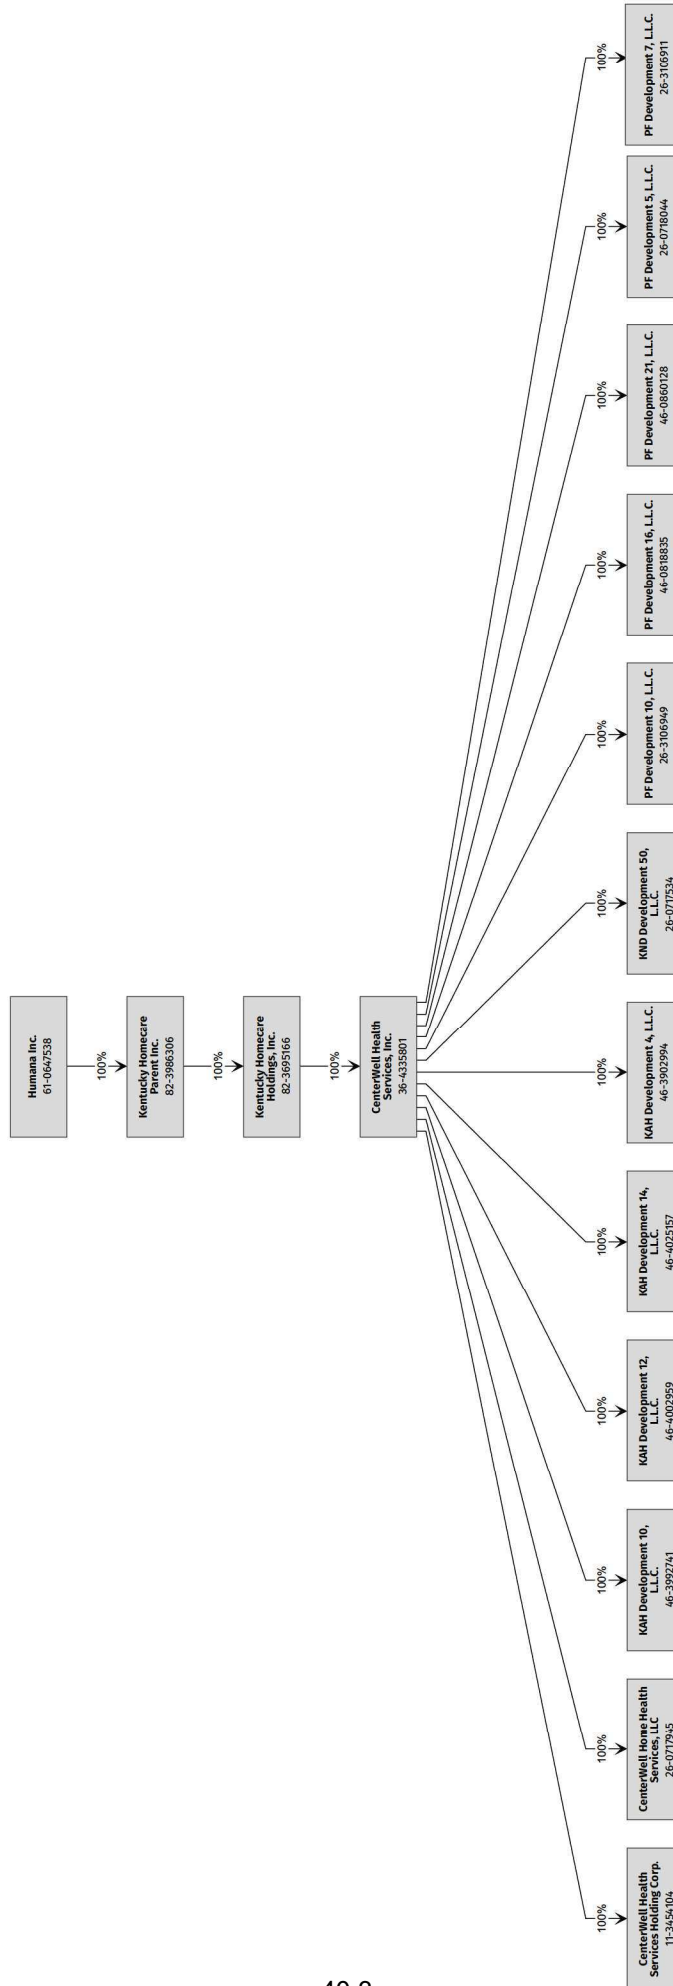 Humana Inc.
61-0647538
100%
Kentucky Homecare
Parent Inc.
82-3986306
100%
Kentucky Homecare
Holdings, Inc.
82-3695166
100%
CenterWell Health
Services, Inc.
36-4335801
100%
CenterWell Health
Services Holding Corp.
11-3454104
100%
CenterWell Home Health
Services, LLC
26-0717945
100%
KAH Development 10,
L.L.C.
46-3992741
100%
KAH Development 12,
L.L.C.
46-4002959
100%
KAH Development 14,
L.L.C.
46-4025157
100%
KAH Development 4, L.L.C.
46-3902994
100%
KND Development 50,
L.L.C.
26-0717534
100%
PF Development 10, L.L.C.
26-3106949
100%
PF Development 16, L.L.C.
46-0818835
100%
PF Development 21, L.L.C.
46-0860128
100%
PF Development 5, L.L.C.
26-0718044
100%
PF Development 7, L.L.C.
26-3106911